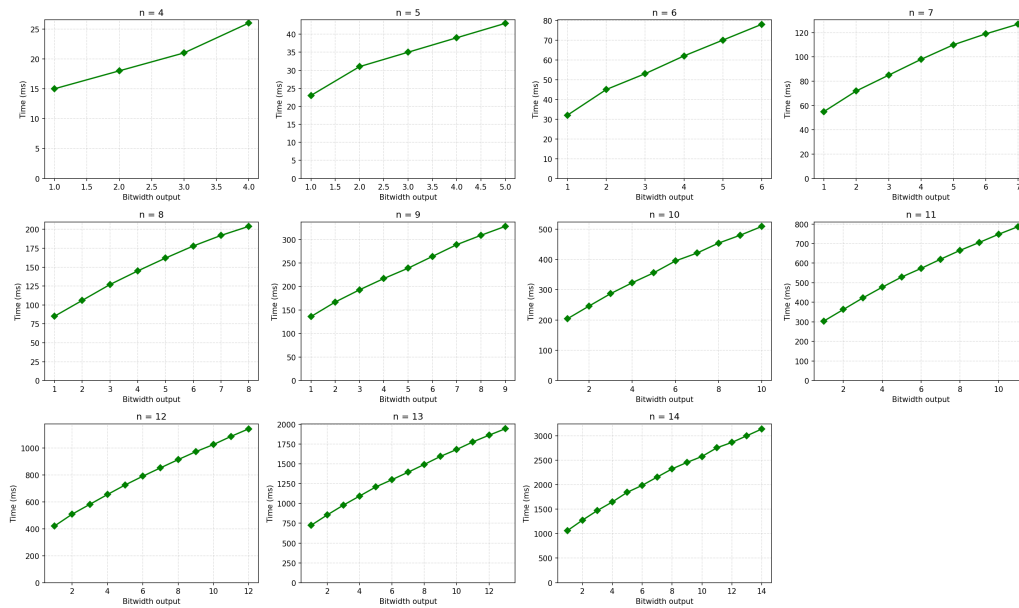 n = 4
n = 5
n = 6
n = 7
Time (ms)
25
20
15
10
5
0
1.0 1.5 2.0 2.5 3.0 3.5 4.0
Bitwidth output
Time (ms)
40
35
30
25
20
15
10
5
0
1.0 1.5 2.0 2.5 3.0 3.5 4.0 4.5 5.0
Bitwidth output
Time (ms)
80
70
60
50
40
30
20
10
0
1 2 3 4 5 6
Bitwidth output
Time (ms)
120
100
80
60
40
20
0
1 2 3 4 5 6 7
Bitwidth output
n = 8
n = 9
n = 10
n = 11
Time (ms)
200
175
150
125
100
75
50
25
0
1 2 3 4 5 6 7 8
Bitwidth output
Time (ms)
300
250
200
150
100
50
0
1 2 3 4 5 6 7 8 9
Bitwidth output
Time (ms)
500
400
300
200
100
0
2 4 6 8 10
Bitwidth output
Time (ms)
800
700
600
500
400
300
200
100
0
2 4 6 8 10
Bitwidth output
n = 12
n = 13
n = 14
Time (ms)
1000
800
600
400
200
0
2 4 6 8 10 12
Bitwidth output
Time (ms)
2000
1750
1500
1250
1000
750
500
250
0
2 4 6 8 10 12
Bitwidth output
Time (ms)
3000
2500
2000
1500
1000
500
0
2 4 6 8 10 12 14
Bitwidth output